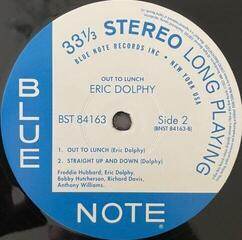 33 1/3 STEREO LONG PLAYING
BLUE NOTE RECORDS INC • NEW YORK USA
OUT TO LUNCH
ERIC DOLPHY
BST 84163
Side 2
(BNST 84163-B)
1. OUT TO LUNCH (Eric Dolphy)
2. STRAIGHT UP AND DOWN (Dolphy)
Freddie Hubbard, Eric Dolphy,
Bobby Hutcherson, Richard Davis,
Anthony Williams.
BLUE
NOTE®